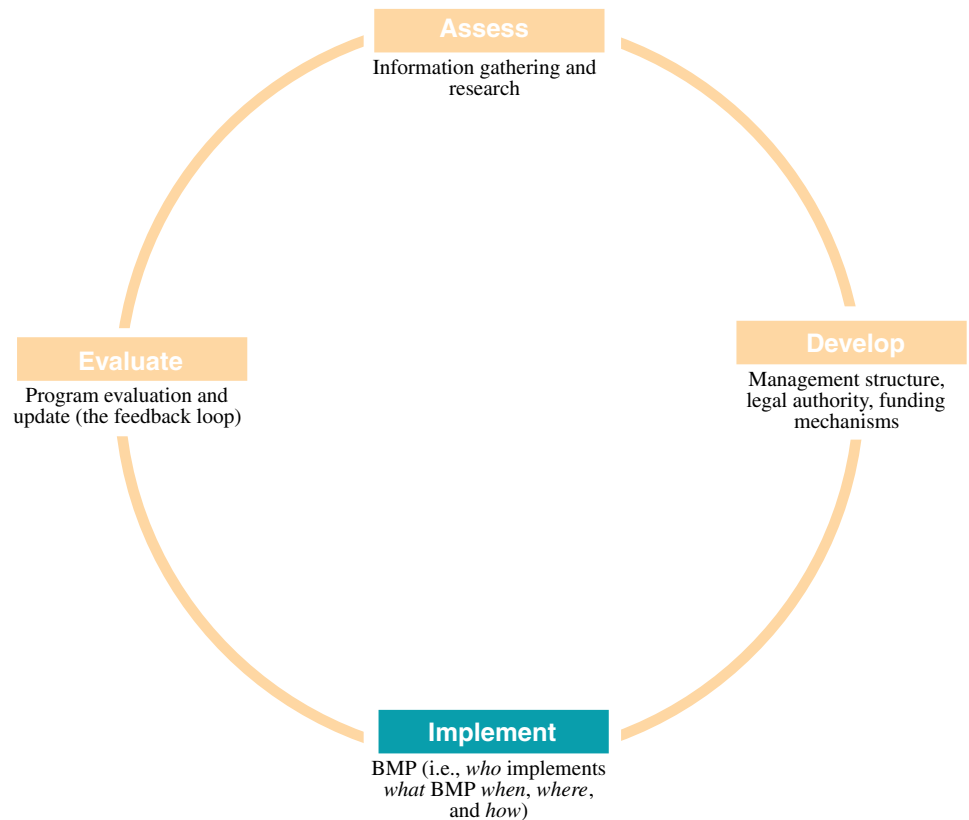 Assess
Information gathering and
research
Evaluate
Program evaluation and
update (the feedback loop)
Develop
Management structure,
legal authority, funding
mechanisms
Implement
BMP (i.e., who implements
what BMP when, where,
and how)